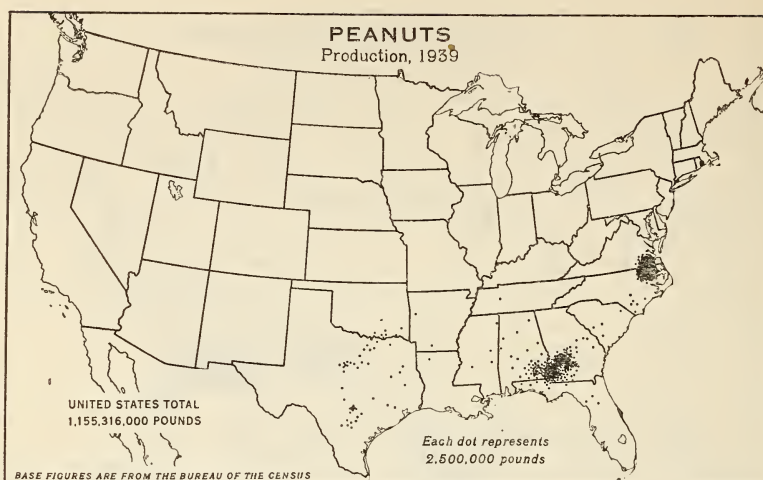 PEANUTS
Production, 1939
UNITED STATES TOTAL
1,155,316,000 POUNDS
Each dot represents
2,500,000 pounds
BASE FIGURES ARE FROM THE BUREAU OF THE CENSUS